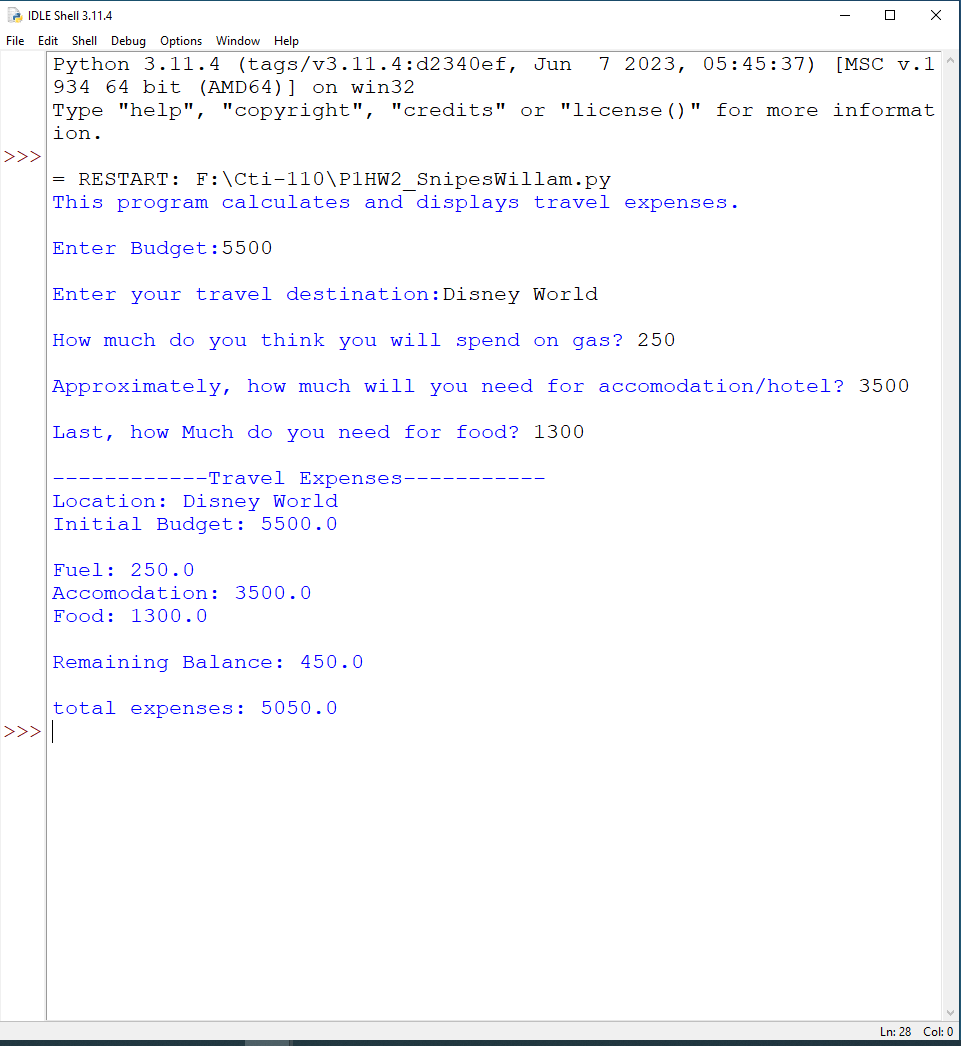 IDLE Shell 3.11.4
File Edit Shell Debug Options Window Help
Python 3.11.4 (tags/v3.11.4:d2340ef, Jun  7 2023, 05:45:37) [MSC v.1
934 64 bit (AMD64)] on win32
Type "help", "copyright", "credits" or "license()" for more informat
ion.
>>>
= RESTART: F:\Cti-110\P1HW2_SnipesWillam.py
This program calculates and displays travel expenses.
Enter Budget:5500
Enter your travel destination:Disney World
How much do you think you will spend on gas? 250
Approximately, how much will you need for accomodation/hotel? 3500
Last, how Much do you need for food? 1300
------------Travel Expenses-----------
Location: Disney World
Initial Budget: 5500.0
Fuel: 250.0
Accomodation: 3500.0
Food: 1300.0
Remaining Balance: 450.0
total expenses: 5050.0
>>>
Ln: 28 Col: 0